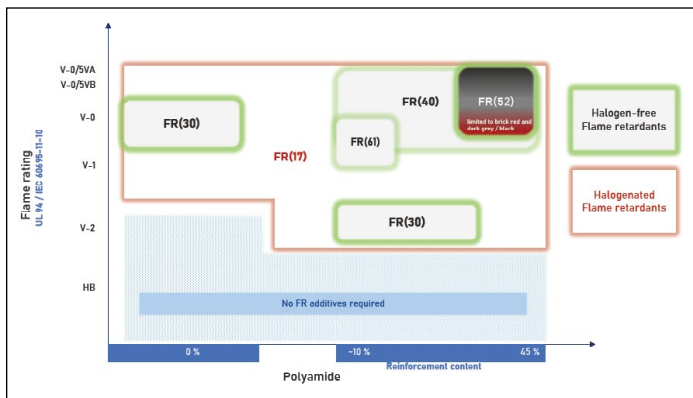 V-0/5VA
V-0/5VB
V-0
V-1
V-2
HB
Flame rating
UL 94 / IEC 60695-11-10
FR(30)
FR(17)
FR(40)
FR(61)
FR(52)
limited to brick red and
dark grey / black
FR(30)
No FR additives required
0 %
~10 %
45 %
Reinforcement content
Polyamide
Halogen-free
Flame retardants
Halogenated
Flame retardants